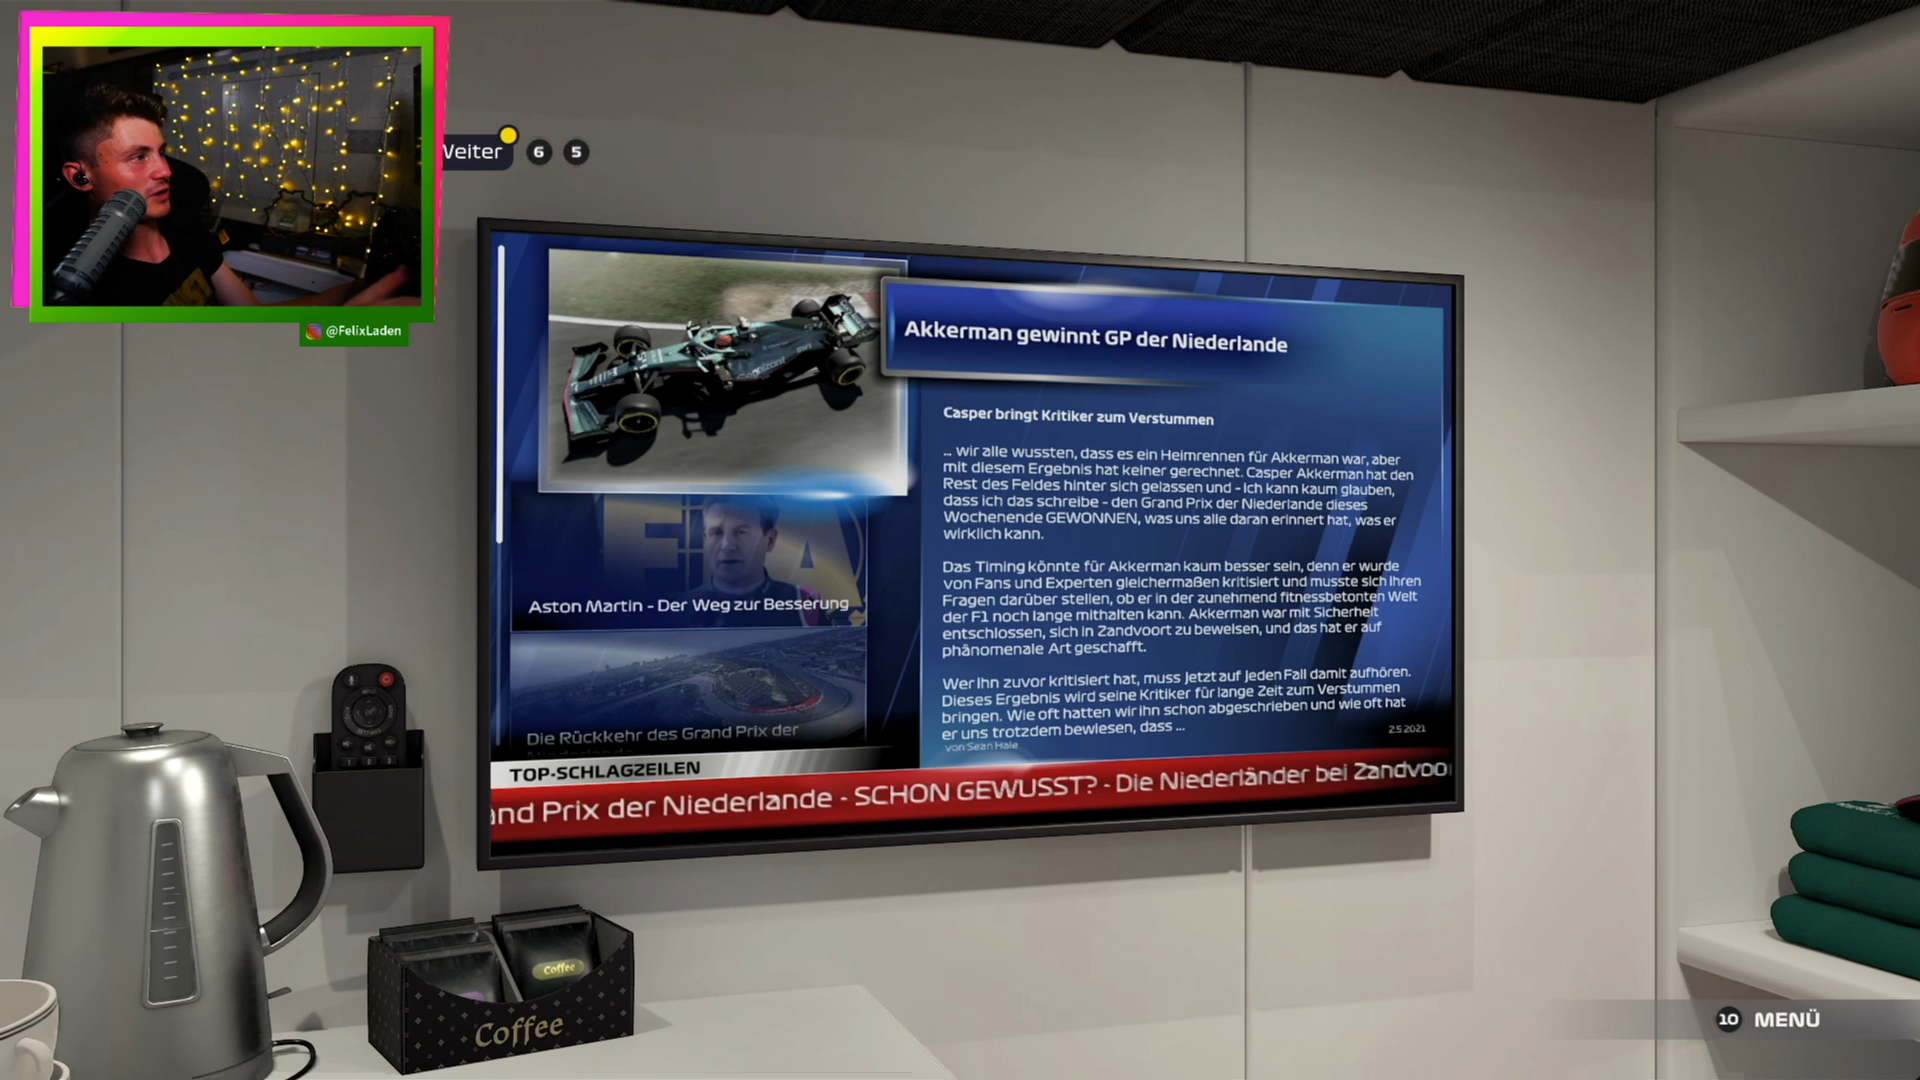 @FelixLaden
Weiter 6 5
Akkerman gewinnt GP der Niederlande
Casper bringt Kritiker zum Verstummen
... wir alle wussten, dass es ein Heimrennen für Akkerman war, aber
mit diesem Ergebnis hat keiner gerechnet. Casper Akkerman hat den
Rest des Feldes hinter sich gelassen und - ich kann kaum glauben,
dass ich das schreibe - den Grand Prix der Niederlande dieses
Wochenende GEWONNEN, was uns alle daran erinnert hat, was er
wirklich kann.
Das Timing könnte für Akkerman kaum besser sein, denn er wurde
von Fans und Experten gleichermaßen kritisiert und musste sich ihren
Fragen darüber stellen, ob er in der zunehmend fitnessbetonten Welt
der F1 noch lange mithalten kann. Akkerman war mit Sicherheit
entschlossen, sich in Zandvoort zu beweisen, und das hat er auf
phänomenale Art geschafft.
Wer ihn zuvor kritisiert hat, muss jetzt auf jeden Fall damit aufhören.
Dieses Ergebnis wird seine Kritiker für lange Zeit zum Verstummen
bringen. Wie oft hatten wir ihn schon abgeschrieben und wie oft hat
er uns trotzdem bewiesen, dass ...
von Sean Hale
2.5.2021
FIA
Aston Martin - Der Weg zur Besserung
Die Rückkehr des Grand Prix der
Niederlande
TOP-SCHLAGZEILEN
and Prix der Niederlande - SCHON GEWUSST? - Die Niederländer bei Zandvoo
Coffee
Coffee
10 MENÜ